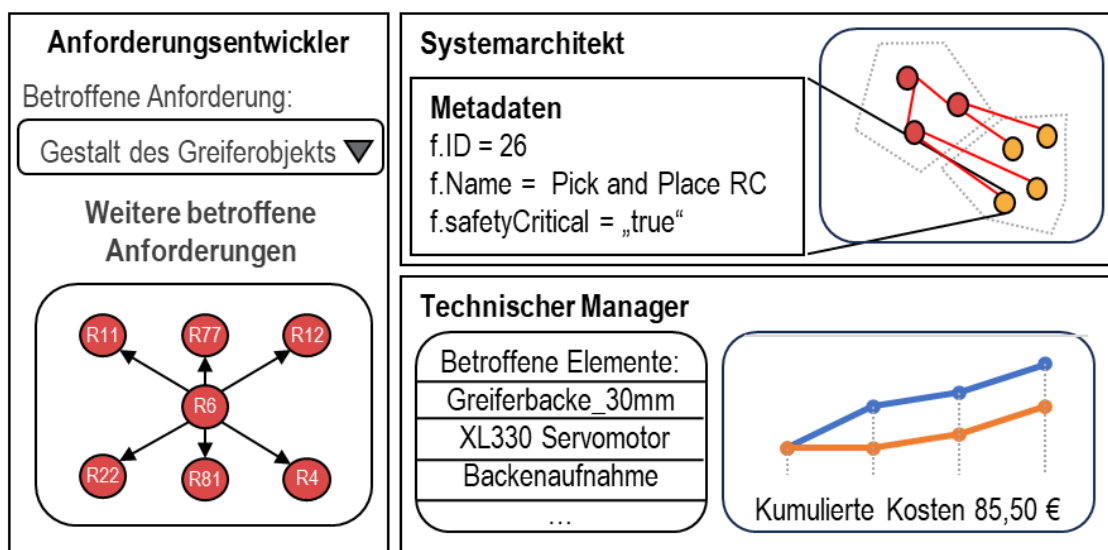 Anforderungsentwickler
Betroffene Anforderung:
Gestalt des Greiferobjekts
Weitere betroffene
Anforderungen
R11
R77
R12
R6
R22
R81
R4
Systemarchitekt
Metadaten
f.ID = 26
f.Name = Pick and Place RC
f.safetyCritical = „true“
Technischer Manager
Betroffene Elemente:
Greiferbacke_30mm
XL330 Servomotor
Backenaufnahme
...
Kumulierte Kosten 85,50 €